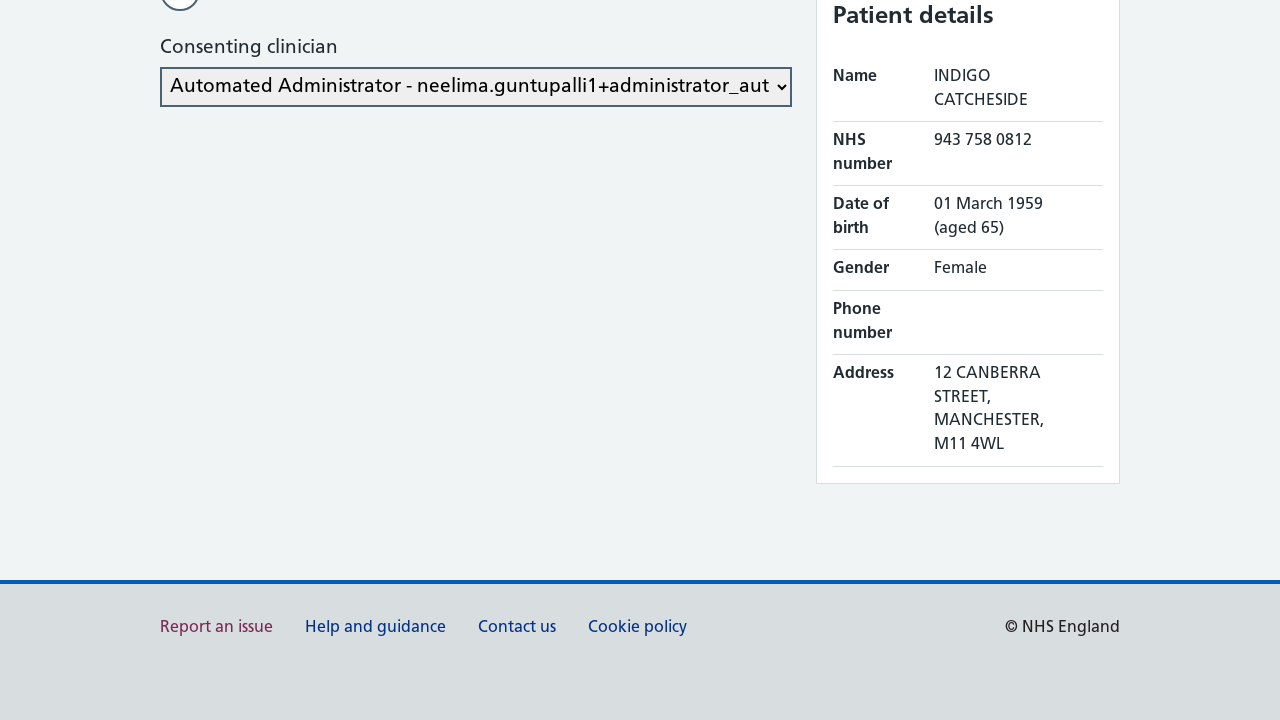 Consenting clinician
Automated Administrator - neelima.guntupalli1+administrator_aut
Patient details
Name INDIGO
CATCHESIDE
NHS number 943 758 0812
Date of birth 01 March 1959
(aged 65)
Gender Female
Phone number
Address 12 CANBERRA
STREET,
MANCHESTER,
M11 4WL
Report an issue Help and guidance Contact us Cookie policy © NHS England